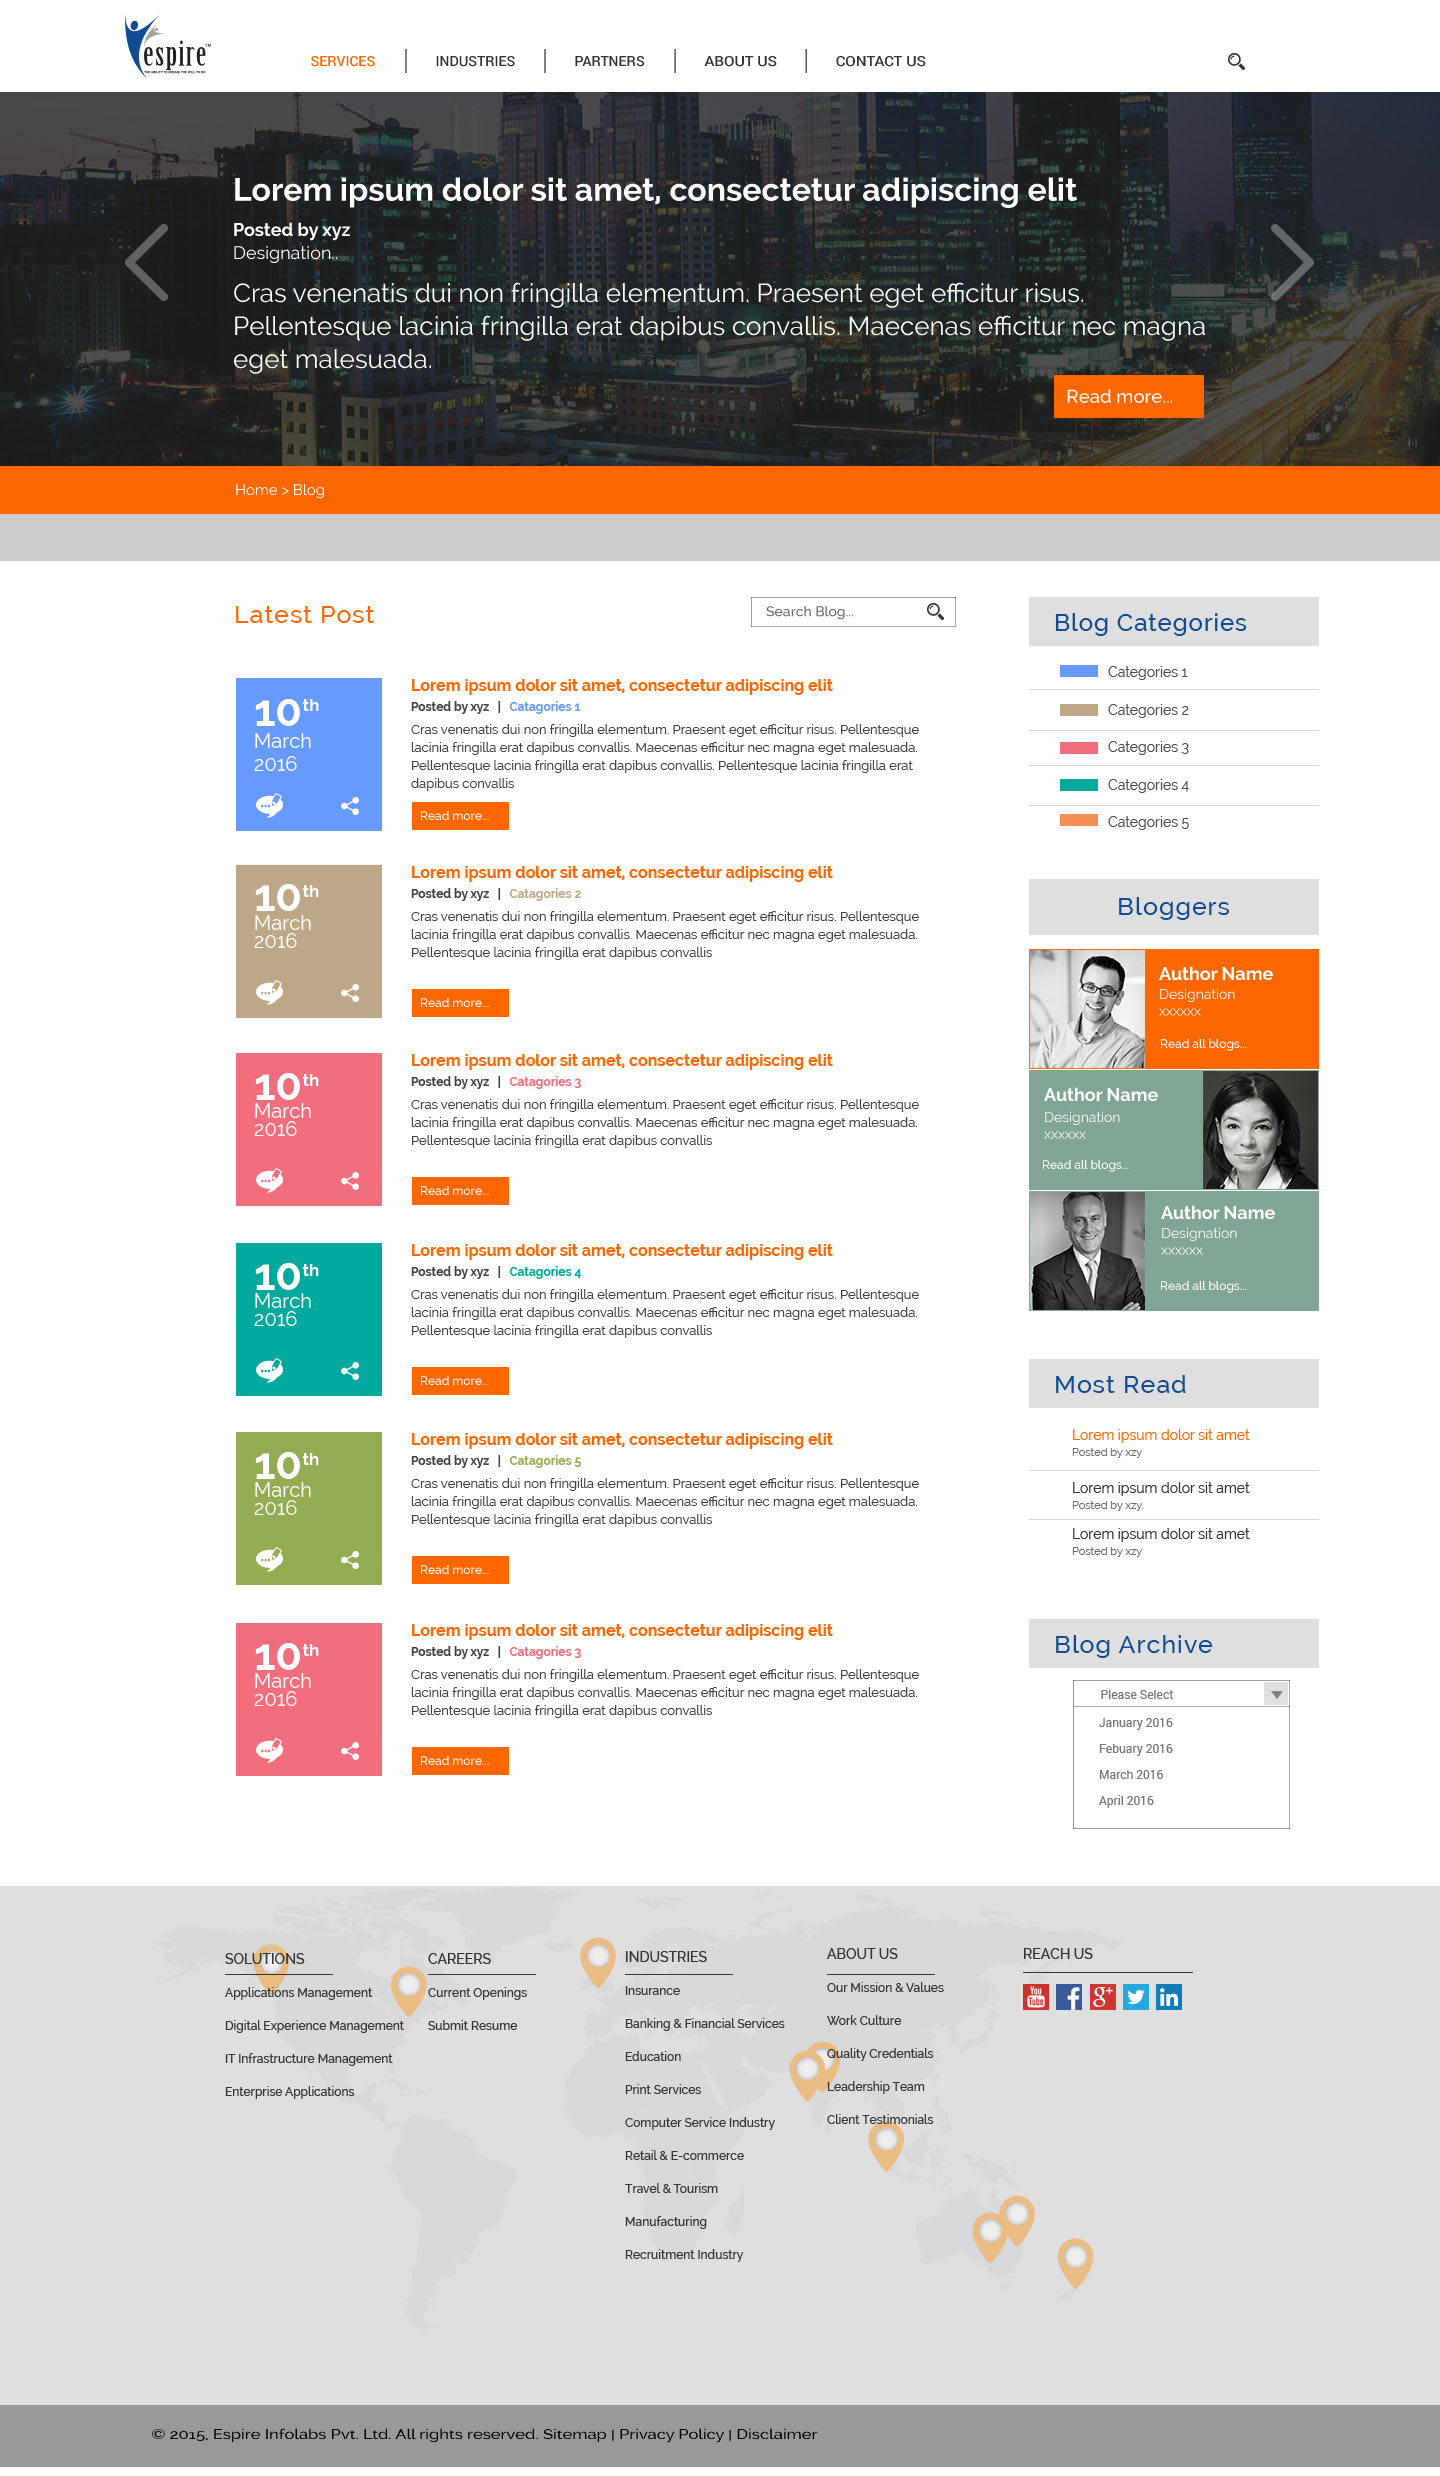 espire™
SERVICES
INDUSTRIES
PARTNERS
ABOUT US
CONTACT US
Lorem ipsum dolor sit amet, consectetur adipiscing elit
Posted by xyz
Designation..
Cras venenatis dui non fringilla elementum. Praesent eget efficitur risus.
Pellentesque lacinia fringilla erat dapibus convallis. Maecenas efficitur nec magna
eget malesuada.
Read more...
Home > Blog
Latest Post
Search Blog...
10th
March
2016
Lorem ipsum dolor sit amet, consectetur adipiscing elit
Posted by xyz | Catagories 1
Cras venenatis dui non fringilla elementum. Praesent eget efficitur risus. Pellentesque
lacinia fringilla erat dapibus convallis. Maecenas efficitur nec magna eget malesuada.
Pellentesque lacinia fringilla erat dapibus convallis. Pellentesque lacinia fringilla erat
dapibus convallis
Read more...
10th
March
2016
Lorem ipsum dolor sit amet, consectetur adipiscing elit
Posted by xyz | Catagories 2
Cras venenatis dui non fringilla elementum. Praesent eget efficitur risus. Pellentesque
lacinia fringilla erat dapibus convallis. Maecenas efficitur nec magna eget malesuada.
Pellentesque lacinia fringilla erat dapibus convallis
Read more...
10th
March
2016
Lorem ipsum dolor sit amet, consectetur adipiscing elit
Posted by xyz | Catagories 3
Cras venenatis dui non fringilla elementum. Praesent eget efficitur risus. Pellentesque
lacinia fringilla erat dapibus convallis. Maecenas efficitur nec magna eget malesuada.
Pellentesque lacinia fringilla erat dapibus convallis
Read more...
10th
March
2016
Lorem ipsum dolor sit amet, consectetur adipiscing elit
Posted by xyz | Catagories 4
Cras venenatis dui non fringilla elementum. Praesent eget efficitur risus. Pellentesque
lacinia fringilla erat dapibus convallis. Maecenas efficitur nec magna eget malesuada.
Pellentesque lacinia fringilla erat dapibus convallis
Read more...
10th
March
2016
Lorem ipsum dolor sit amet, consectetur adipiscing elit
Posted by xyz | Catagories 5
Cras venenatis dui non fringilla elementum. Praesent eget efficitur risus. Pellentesque
lacinia fringilla erat dapibus convallis. Maecenas efficitur nec magna eget malesuada.
Pellentesque lacinia fringilla erat dapibus convallis
Read more...
10th
March
2016
Lorem ipsum dolor sit amet, consectetur adipiscing elit
Posted by xyz | Catagories 3
Cras venenatis dui non fringilla elementum. Praesent eget efficitur risus. Pellentesque
lacinia fringilla erat dapibus convallis. Maecenas efficitur nec magna eget malesuada.
Pellentesque lacinia fringilla erat dapibus convallis
Read more...
Blog Categories
Categories 1
Categories 2
Categories 3
Categories 4
Categories 5
Bloggers
Author Name
Designation
xxxxxx
Read all blogs...
Author Name
Designation
xxxxxx
Read all blogs...
Author Name
Designation
xxxxxx
Read all blogs...
Most Read
Lorem ipsum dolor sit amet
Posted by xzy
Lorem ipsum dolor sit amet
Posted by xzy.
Lorem ipsum dolor sit amet
Posted by xzy
Blog Archive
Please Select
January 2016
Febuary 2016
March 2016
April 2016
SOLUTIONS
Applications Management
Digital Experience Management
IT Infrastructure Management
Enterprise Applications
CAREERS
Current Openings
Submit Resume
INDUSTRIES
Insurance
Banking & Financial Services
Education
Print Services
Computer Service Industry
Retail & E-commerce
Travel & Tourism
Manufacturing
Recruitment Industry
ABOUT US
Our Mission & Values
Work Culture
Quality Credentials
Leadership Team
Client Testimonials
REACH US
You Tube
f
g+
in
© 2015, Espire Infolabs Pvt. Ltd. All rights reserved. Sitemap | Privacy Policy | Disclaimer